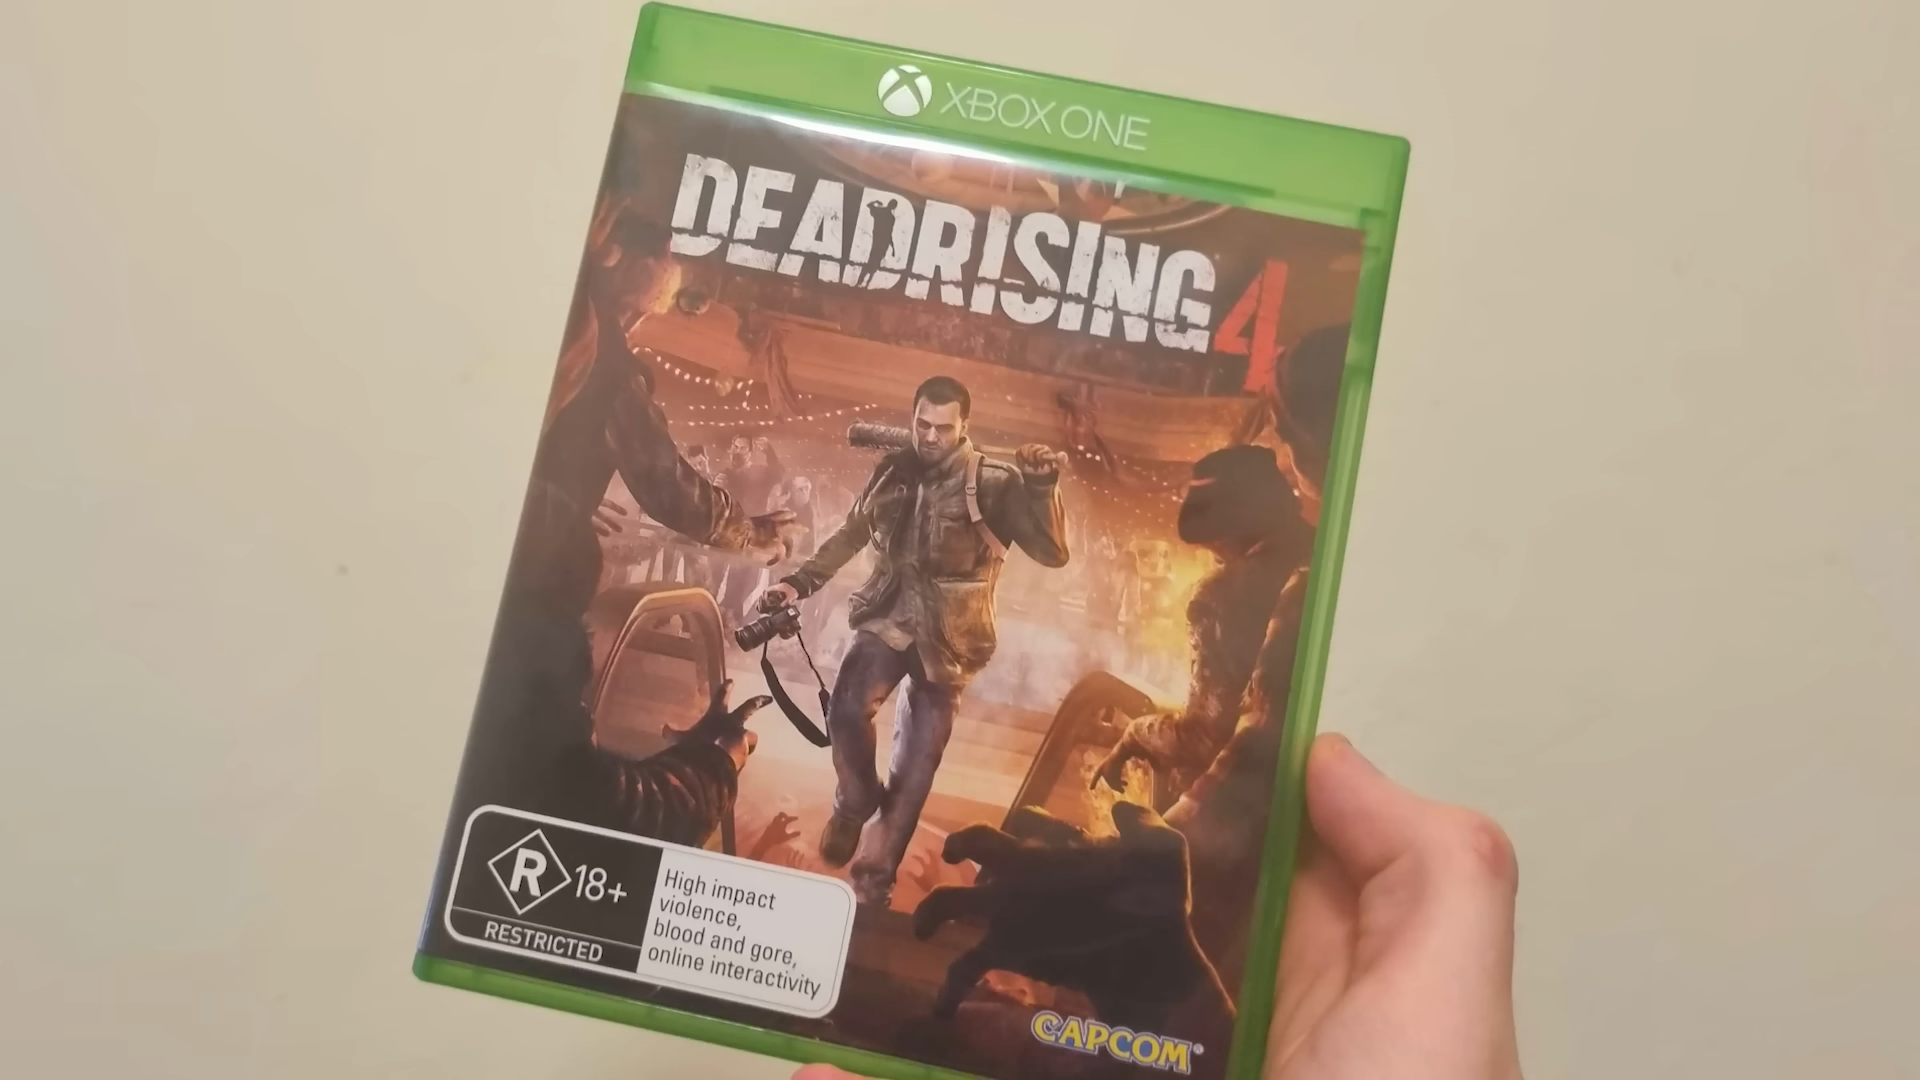 XBOX ONE
DEADRISING 4
R 18+
RESTRICTED
High impact
violence,
blood and gore,
online interactivity
CAPCOM®